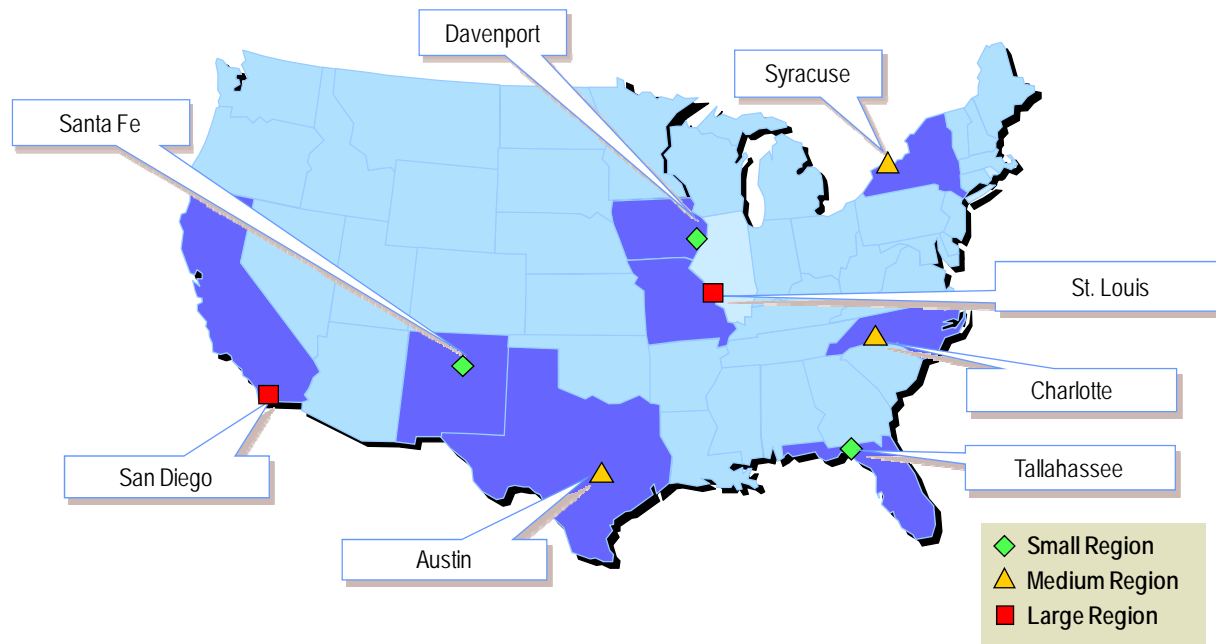 Davenport
Syracuse
Santa Fe
St. Louis
Charlotte
San Diego
Tallahassee
Austin
Small Region
Medium Region
Large Region